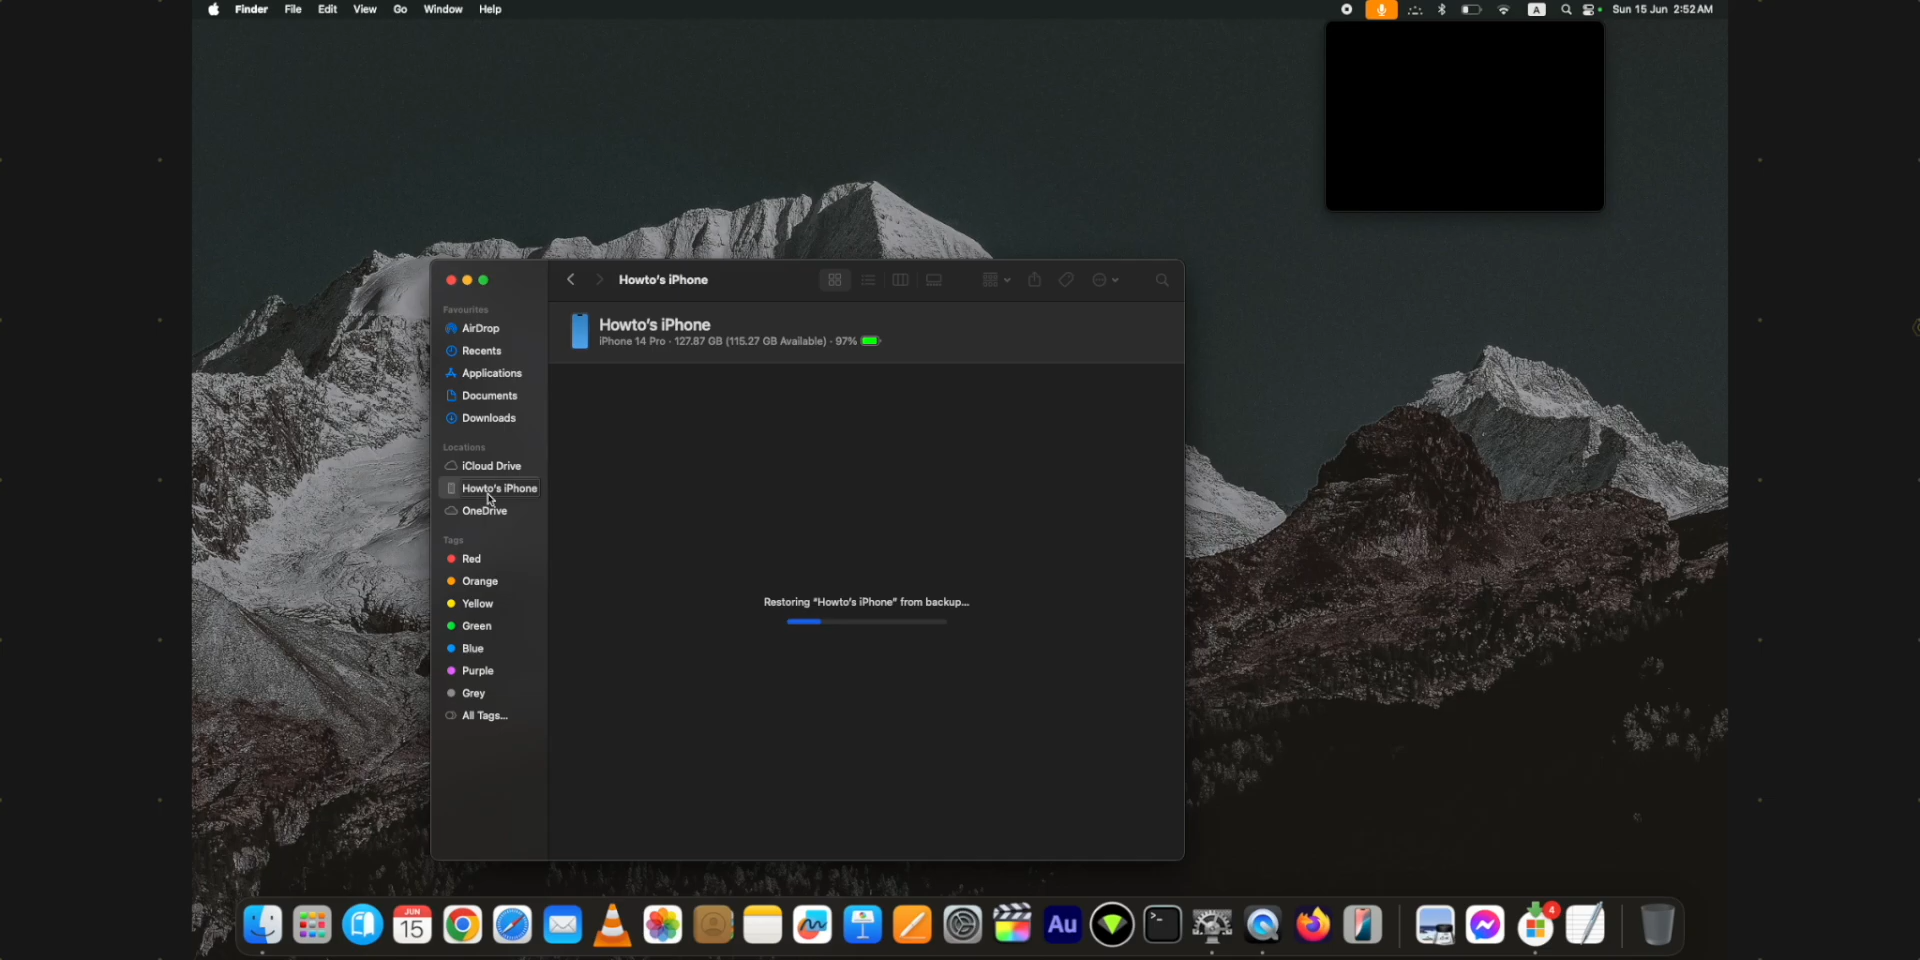 Finder File Edit View Go Window Help
A Sun 15 Jun 2:52 AM
Howto's iPhone
Favourites
AirDrop
Recents
Applications
Documents
Downloads
Locations
iCloud Drive
Howto's iPhone
OneDrive
Tags
Red
Orange
Yellow
Green
Blue
Purple
Grey
All Tags...
Howto's iPhone
iPhone 14 Pro · 127.87 GB (115.27 GB Available) · 97%
Restoring “Howto's iPhone” from backup...
JUN
15
Au
4